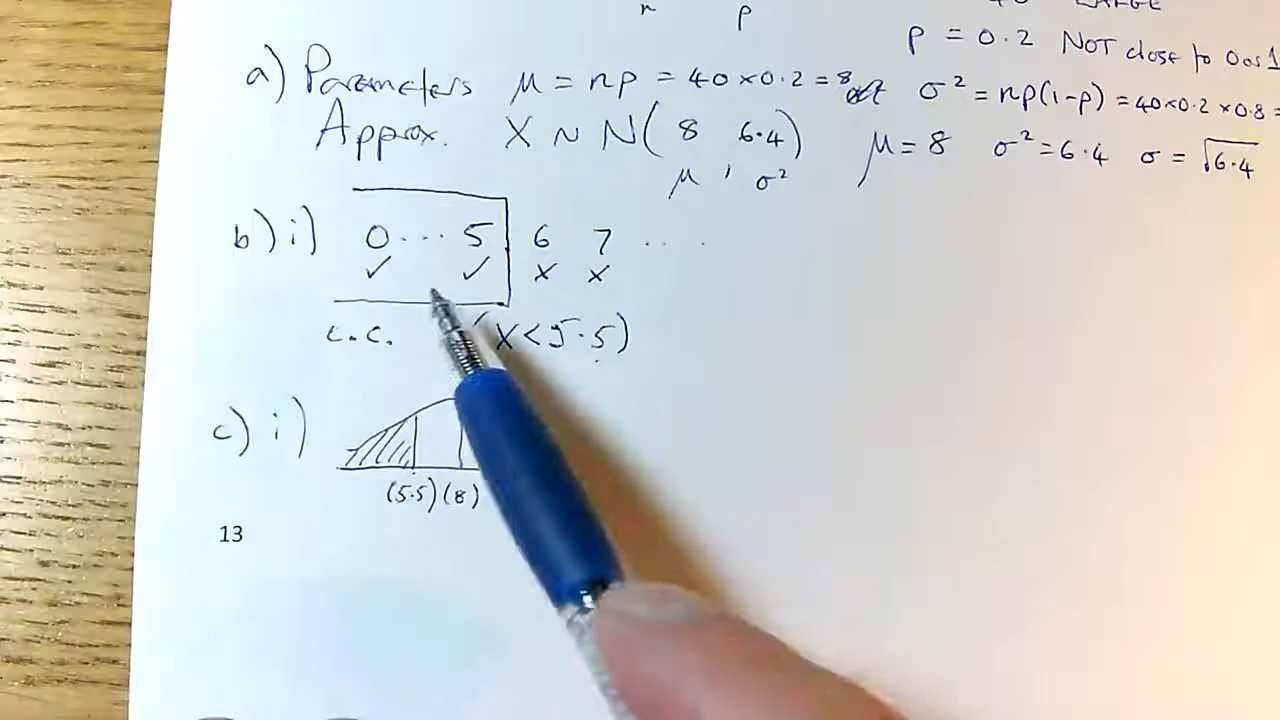 n p
LARGE
p = 0.2 NOT close to 0 or 1
a) Parameters μ = np = 40×0.2 = 8 σ² = np(1-p) = 40×0.2×0.8 =
Approx. X ~ N( 8 6.4) μ = 8 σ² = 6.4 σ = √6.4
μ , σ²
b) i) 0 ... 5 6 7 ....
✓ ✓ x x
c.c. (X < 5.5)
c) i)
(5.5) (8)
13